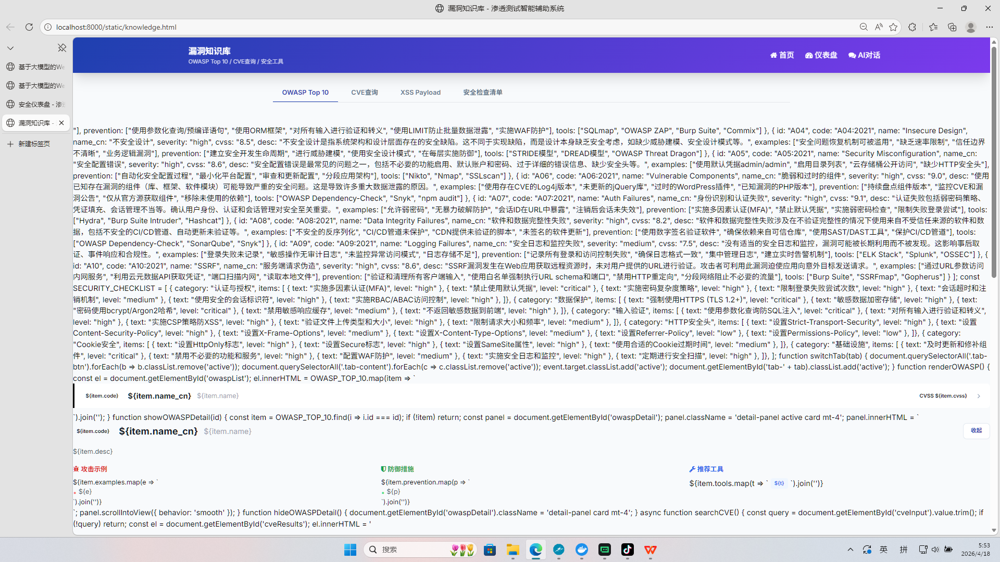 漏洞知识库 - 渗透测试智能辅助系统
localhost:8000/static/knowledge.html
基于大模型的We
基于大模型的We
安全仪表盘 - 渗
漏洞知识库 -
新建标签页
漏洞知识库
OWASP Top 10 / CVE查询 / 安全工具
首页
仪表盘
AI对话
OWASP Top 10
CVE查询
XSS Payload
安全检查清单
"], prevention: ["使用参数化查询/预编译语句", "使用ORM框架", "对所有输入进行验证和转义", "使用LIMIT防止批量数据泄露", "实施WAF防护"], tools: ["SQLmap", "OWASP ZAP", "Burp Suite", "Commix"] }, { id: "A04", code: "A04:2021", name: "Insecure Design",
name_cn: "不安全设计", severity: "high", cvss: "8.5", desc: "不安全设计是指系统架构和设计层面存在的安全缺陷。这不同于实现缺陷，而是设计本身缺乏安全考虑，如缺少威胁建模、安全设计模式等。", examples: ["安全问题恢复机制可被滥用", "缺乏速率限制", "信任边界
不清晰", "业务逻辑漏洞"], prevention: ["建立安全开发生命周期", "进行威胁建模", "使用安全设计模式", "在每层实施防御"], tools: ["STRIDE模型", "DREAD模型", "OWASP Threat Dragon"] }, { id: "A05", code: "A05:2021", name: "Security Misconfiguration", name_cn:
"安全配置错误", severity: "high", cvss: "8.6", desc: "安全配置错误是最常见的问题之一，包括不必要的功能启用、默认账户和密码、过于详细的错误信息、缺少安全头等。", examples: ["使用默认凭据admin/admin", "启用目录列表", "云存储桶公开访问", "缺少HTTP安全头"],
prevention: ["自动化安全配置过程", "最小化平台配置", "审查和更新配置", "分段应用架构"], tools: ["Nikto", "Nmap", "SSLscan"] }, { id: "A06", code: "A06:2021", name: "Vulnerable Components", name_cn: "脆弱和过时的组件", severity: "high", cvss: "9.0", desc: "使用
已知存在漏洞的组件（库、框架、软件模块）可能导致严重的安全问题。这是导致许多重大数据泄露的原因。", examples: ["使用存在CVE的Log4j版本", "未更新的jQuery库", "过时的WordPress插件", "已知漏洞的PHP版本"], prevention: ["持续盘点组件版本", "监控CVE和漏
洞公告", "仅从官方源获取组件", "移除未使用的依赖"], tools: ["OWASP Dependency-Check", "Snyk", "npm audit"] }, { id: "A07", code: "A07:2021", name: "Auth Failures", name_cn: "身份识别和认证失败", severity: "high", cvss: "9.1", desc: "认证失败包括弱密码策略、
凭证填充、会话管理不当等。确认用户身份、认证和会话管理对安全至关重要。", examples: ["允许弱密码", "无暴力破解防护", "会话ID在URL中暴露", "注销后会话未失效"], prevention: ["实施多因素认证(MFA)", "禁止默认凭据", "实施弱密码检查", "限制失败登录尝试"], tools:
["Hydra", "Burp Suite Intruder", "Hashcat"] }, { id: "A08", code: "A08:2021", name: "Data Integrity Failures", name_cn: "软件和数据完整性失败", severity: "high", cvss: "8.2", desc: "软件和数据完整性失败涉及在不验证完整性的情况下使用来自不受信任来源的软件和数
据，包括不安全的CI/CD管道、自动更新未验证等。", examples: ["不安全的反序列化", "CI/CD管道未保护", "CDN提供未验证的脚本", "未签名的软件更新"], prevention: ["使用数字签名验证软件", "确保依赖来自可信仓库", "使用SAST/DAST工具", "保护CI/CD管道"], tools:
["OWASP Dependency-Check", "SonarQube", "Snyk"] }, { id: "A09", code: "A09:2021", name: "Logging Failures", name_cn: "安全日志和监控失败", severity: "medium", cvss: "7.5", desc: "没有适当的安全日志和监控，漏洞可能被长期利用而不被发现。这影响事后取
证、事件响应和合规性。", examples: ["登录失败未记录", "敏感操作无审计日志", "未监控异常访问模式", "日志存储不足"], prevention: ["记录所有登录和访问控制失败", "确保日志格式一致", "集中管理日志", "建立实时告警机制"], tools: ["ELK Stack", "Splunk", "OSSEC"] }, {
id: "A10", code: "A10:2021", name: "SSRF", name_cn: "服务端请求伪造", severity: "high", cvss: "8.6", desc: "SSRF漏洞发生在Web应用获取远程资源时，未对用户提供的URL进行验证。攻击者可利用此漏洞迫使应用向意外目标发送请求。", examples: ["通过URL参数访问
内网服务", "利用云元数据API获取凭证", "端口扫描内网", "读取本地文件"], prevention: ["验证和清理所有客户端输入", "使用白名单强制执行URL schema和端口", "禁用HTTP重定向", "分段网络阻止不必要的流量"], tools: ["Burp Suite", "SSRFmap", "Gopherus"] } ]; const
SECURITY_CHECKLIST = [ { category: "认证与授权", items: [ { text: "实施多因素认证(MFA)", level: "high" }, { text: "禁止使用默认凭据", level: "critical" }, { text: "实施密码复杂度策略", level: "high" }, { text: "限制登录失败尝试次数", level: "high" }, { text: "会话超时和注
销机制", level: "medium" }, { text: "使用安全的会话标识符", level: "high" }, { text: "实施RBAC/ABAC访问控制", level: "high" }, ]}, { category: "数据保护", items: [ { text: "强制使用HTTPS (TLS 1.2+)", level: "critical" }, { text: "敏感数据加密存储", level: "high" }, { text:
"密码使用bcrypt/Argon2哈希", level: "critical" }, { text: "禁用敏感响应缓存", level: "medium" }, { text: "不返回敏感数据到前端", level: "high" }, ]}, { category: "输入验证", items: [ { text: "使用参数化查询防SQL注入", level: "critical" }, { text: "对所有输入进行验证和转义",
level: "high" }, { text: "实施CSP策略防XSS", level: "high" }, { text: "验证文件上传类型和大小", level: "high" }, { text: "限制请求大小和频率", level: "medium" }, ]}, { category: "HTTP安全头", items: [ { text: "设置Strict-Transport-Security", level: "high" }, { text: "设置
Content-Security-Policy", level: "high" }, { text: "设置X-Frame-Options", level: "medium" }, { text: "设置X-Content-Type-Options", level: "medium" }, { text: "设置Referrer-Policy", level: "low" }, { text: "设置Permissions-Policy", level: "low" }, ]}, { category:
"Cookie安全", items: [ { text: "设置HttpOnly标志", level: "high" }, { text: "设置Secure标志", level: "high" }, { text: "设置SameSite属性", level: "high" }, { text: "使用合适的Cookie过期时间", level: "medium" }, ]}, { category: "基础设施", items: [ { text: "及时更新和修补组
件", level: "critical" }, { text: "禁用不必要的功能和服务", level: "high" }, { text: "配置WAF防护", level: "medium" }, { text: "实施安全日志和监控", level: "high" }, { text: "定期进行安全扫描", level: "high" }, ]}, ]; function switchTab(tab) { document.querySelectorAll('.tab-
btn').forEach(b => b.classList.remove('active')); document.querySelectorAll('.tab-content').forEach(c => c.classList.remove('active')); event.target.classList.add('active'); document.getElementById('tab-' + tab).classList.add('active'); } function renderOWASP() {
const el = document.getElementById('owaspList'); el.innerHTML = OWASP_TOP_10.map(item => `
${item.code} ${item.name_cn} ${item.name}
CVSS ${item.cvss}
`).join(''); } function showOWASPDetail(id) { const item = OWASP_TOP_10.find(i => i.id === id); if (!item) return; const panel = document.getElementById('owaspDetail'); panel.className = 'detail-panel active card mt-4'; panel.innerHTML = `
${item.code} ${item.name_cn} ${item.name}
收起
${item.desc}
攻击示例
${item.examples.map(e => `
${e}
`).join('')}
防御措施
${item.prevention.map(p => `
${p}
`).join('')}
推荐工具
${item.tools.map(t => ` ${t} `).join('')}
`; panel.scrollIntoView({ behavior: 'smooth' }); } function hideOWASPDetail() { document.getElementById('owaspDetail').className = 'detail-panel card mt-4'; } async function searchCVE() { const query = document.getElementById('cveInput').value.trim(); if
(!query) return; const el = document.getElementById('cveResults'); el.innerHTML = '
搜索
英
拼
5:53
2026/4/18